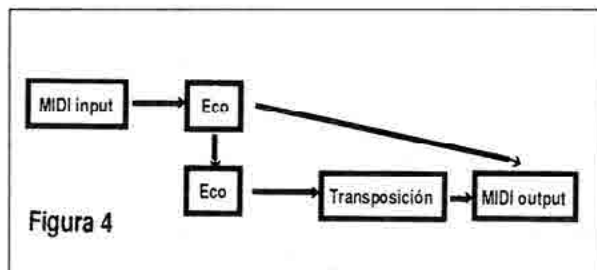 MIDI input
Eco
Eco
Transposición
MIDI output
Figura 4